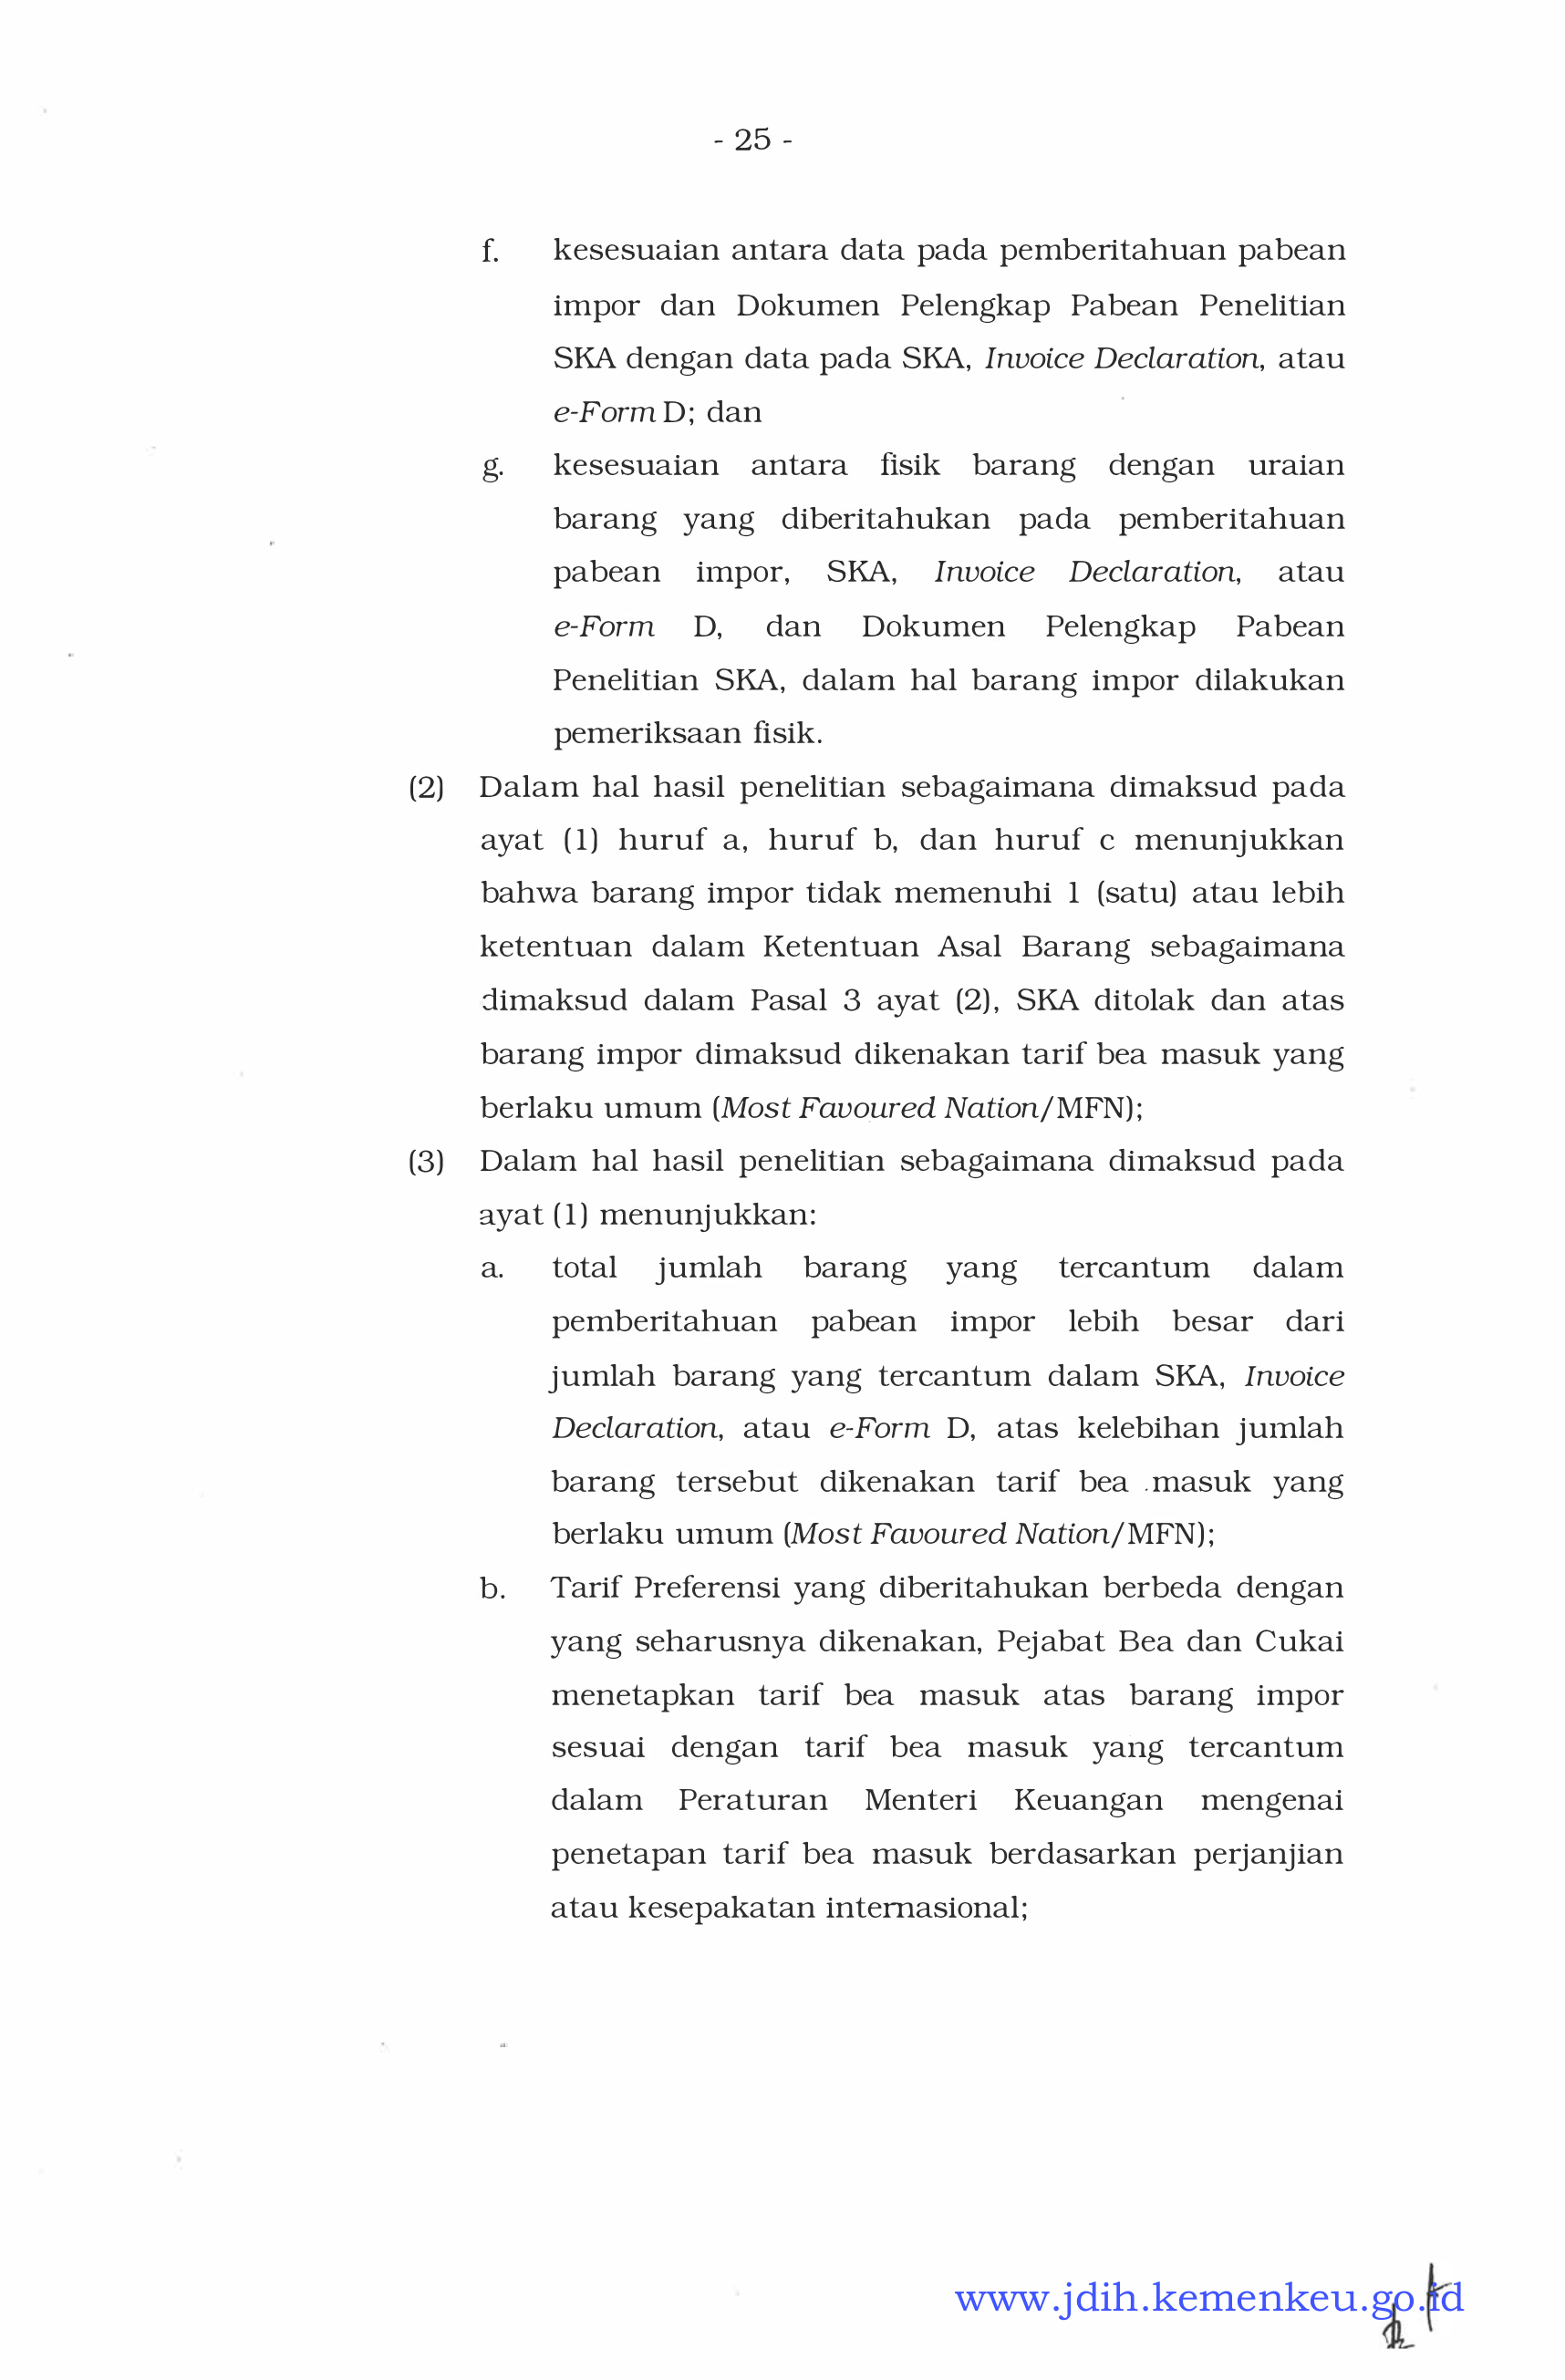 - 25 -
f. kesesuaian antara data pada pemberitahuan pabean
impor dan Dokumen Pelengkap Pabean Penelitian
SKA dengan data pada SKA, Invoice Declaration, atau
e-Form D; dan
g. kesesuaian antara fisik barang dengan uraian
barang yang diberitahukan pada pemberitahuan
pabean impor, SKA, Invoice Declaration, atau
e-Form D, dan Dokumen Pelengkap Pabean
Penelitian SKA, dalam hal barang impor dilakukan
pemeriksaan fisik.
(2) Dalam hal hasil penelitian sebagaimana dimaksud pada
ayat (1) huruf a, huruf b, dan huruf c menunjukkan
bahwa barang impor tidak memenuhi 1 (satu) atau lebih
ketentuan dalam Ketentuan Asal Barang sebagaimana
dimaksud dalam Pasal 3 ayat (2), SKA ditolak dan atas
barang impor dimaksud dikenakan tarif bea masuk yang
berlaku umum (Most Favoured Nation/MFN);
(3) Dalam hal hasil penelitian sebagaimana dimaksud pada
ayat (1) menunjukkan:
a. total jumlah barang yang tercantum dalam
pemberitahuan pabean impor lebih besar dari
jumlah barang yang tercantum dalam SKA, Invoice
Declaration, atau e-Form D, atas kelebihan jumlah
barang tersebut dikenakan tarif bea masuk yang
berlaku umum (Most Favoured Nation/MFN);
b. Tarif Preferensi yang diberitahukan berbeda dengan
yang seharusnya dikenakan, Pejabat Bea dan Cukai
menetapkan tarif bea masuk atas barang impor
sesuai dengan tarif bea masuk yang tercantum
dalam Peraturan Menteri Keuangan mengenai
penetapan tarif bea masuk berdasarkan perjanjian
atau kesepakatan internasional;
www.jdih.kemenkeu.go.id